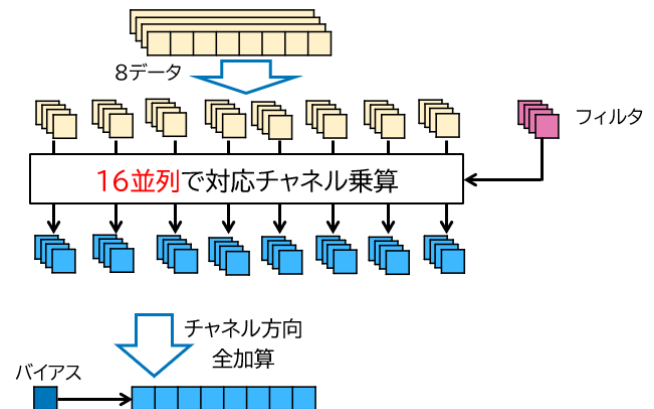 8データ
フィルタ
16並列で対応チャネル乗算
チャネル方向
全加算
バイアス